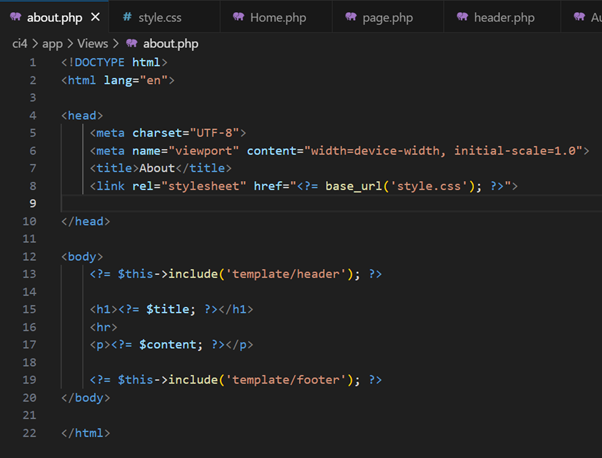 about.php × # style.css Home.php page.php header.php Au
ci4 > app > Views > about.php
1 <!DOCTYPE html>
2 <html lang="en">
3
4 <head>
5 <meta charset="UTF-8">
6 <meta name="viewport" content="width=device-width, initial-scale=1.0">
7 <title>About</title>
8 <link rel="stylesheet" href="<?= base_url('style.css'); ?>">
9
10 </head>
11
12 <body>
13 <?= $this->include('template/header'); ?>
14
15 <h1><?= $title; ?></h1>
16 <hr>
17 <p><?= $content; ?></p>
18
19 <?= $this->include('template/footer'); ?>
20 </body>
21
22 </html>